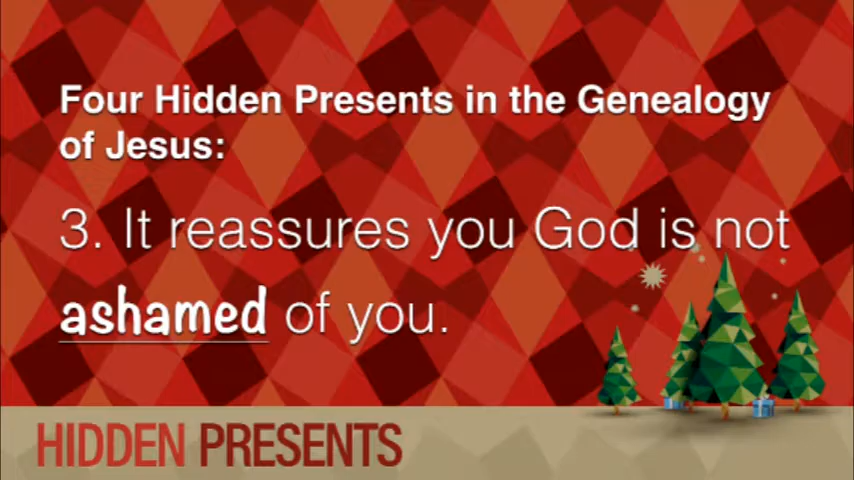 Four Hidden Presents in the Genealogy
of Jesus:
3. It reassures you God is not
ashamed of you.
HIDDEN PRESENTS